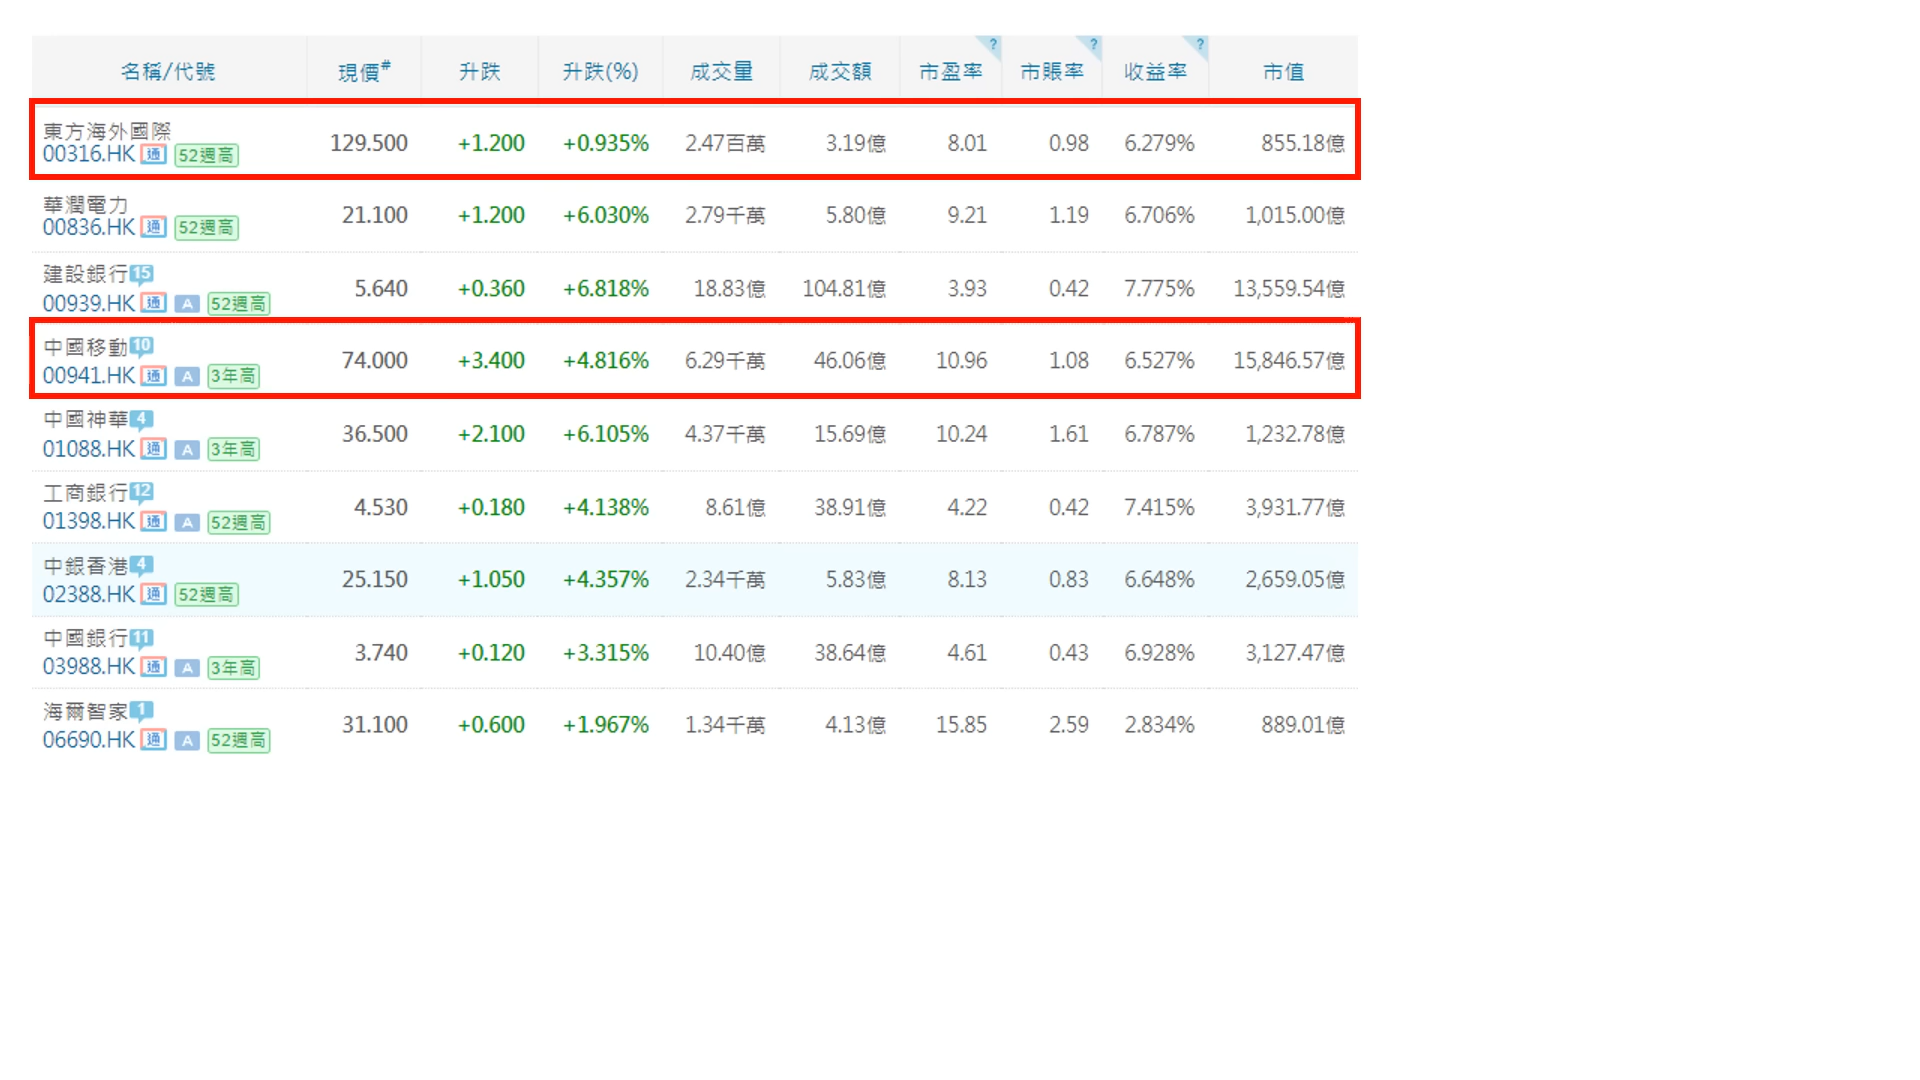 名稱/代號 現價# 升跌 升跌(%) 成交量 成交額 市盈率 ? 市賬率 ? 收益率 ? 市值
東方海外國際
00316.HK 通 52週高 129.500 +1.200 +0.935% 2.47百萬 3.19億 8.01 0.98 6.279% 855.18億
華潤電力
00836.HK 通 52週高 21.100 +1.200 +6.030% 2.79千萬 5.80億 9.21 1.19 6.706% 1,015.00億
建設銀行 15
00939.HK 通 A 52週高 5.640 +0.360 +6.818% 18.83億 104.81億 3.93 0.42 7.775% 13,559.54億
中國移動 10
00941.HK 通 A 3年高 74.000 +3.400 +4.816% 6.29千萬 46.06億 10.96 1.08 6.527% 15,846.57億
中國神華 4
01088.HK 通 A 3年高 36.500 +2.100 +6.105% 4.37千萬 15.69億 10.24 1.61 6.787% 1,232.78億
工商銀行 12
01398.HK 通 A 52週高 4.530 +0.180 +4.138% 8.61億 38.91億 4.22 0.42 7.415% 3,931.77億
中銀香港 4
02388.HK 通 52週高 25.150 +1.050 +4.357% 2.34千萬 5.83億 8.13 0.83 6.648% 2,659.05億
中國銀行 11
03988.HK 通 A 3年高 3.740 +0.120 +3.315% 10.40億 38.64億 4.61 0.43 6.928% 3,127.47億
海爾智家 1
06690.HK 通 A 52週高 31.100 +0.600 +1.967% 1.34千萬 4.13億 15.85 2.59 2.834% 889.01億